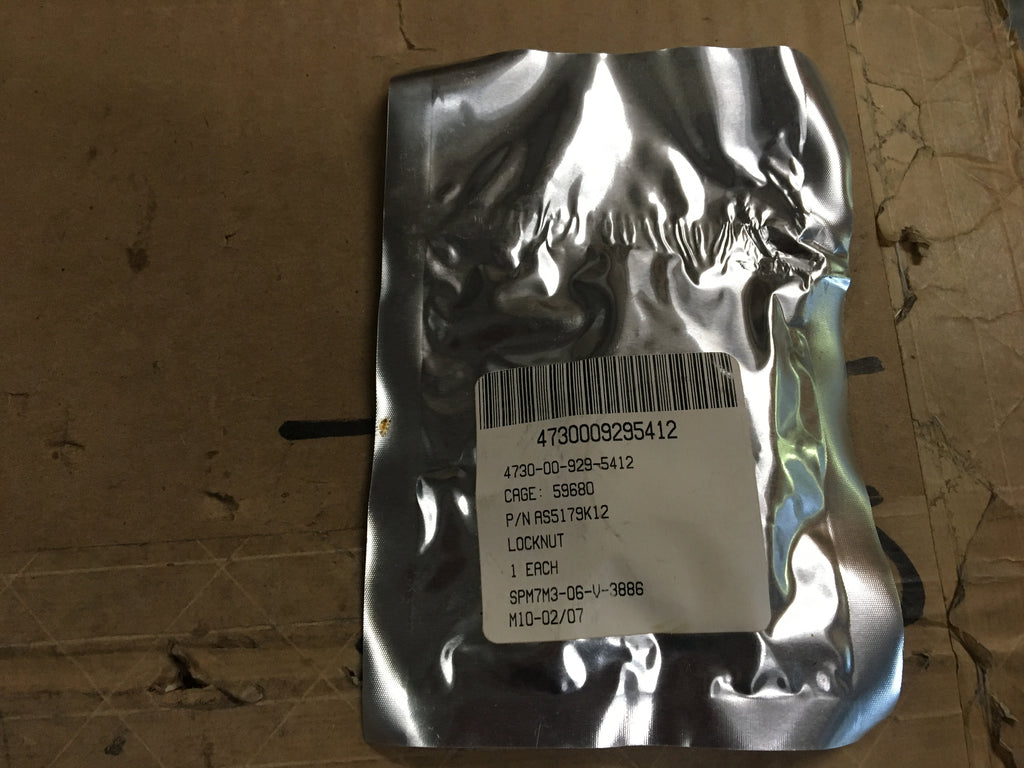 4730009295412
4730-00-929-5412
CAGE: 59680
P/N AS5179K12
LOCKNUT
1 EACH
SPM7M3-06-V-3886
M10-02/07